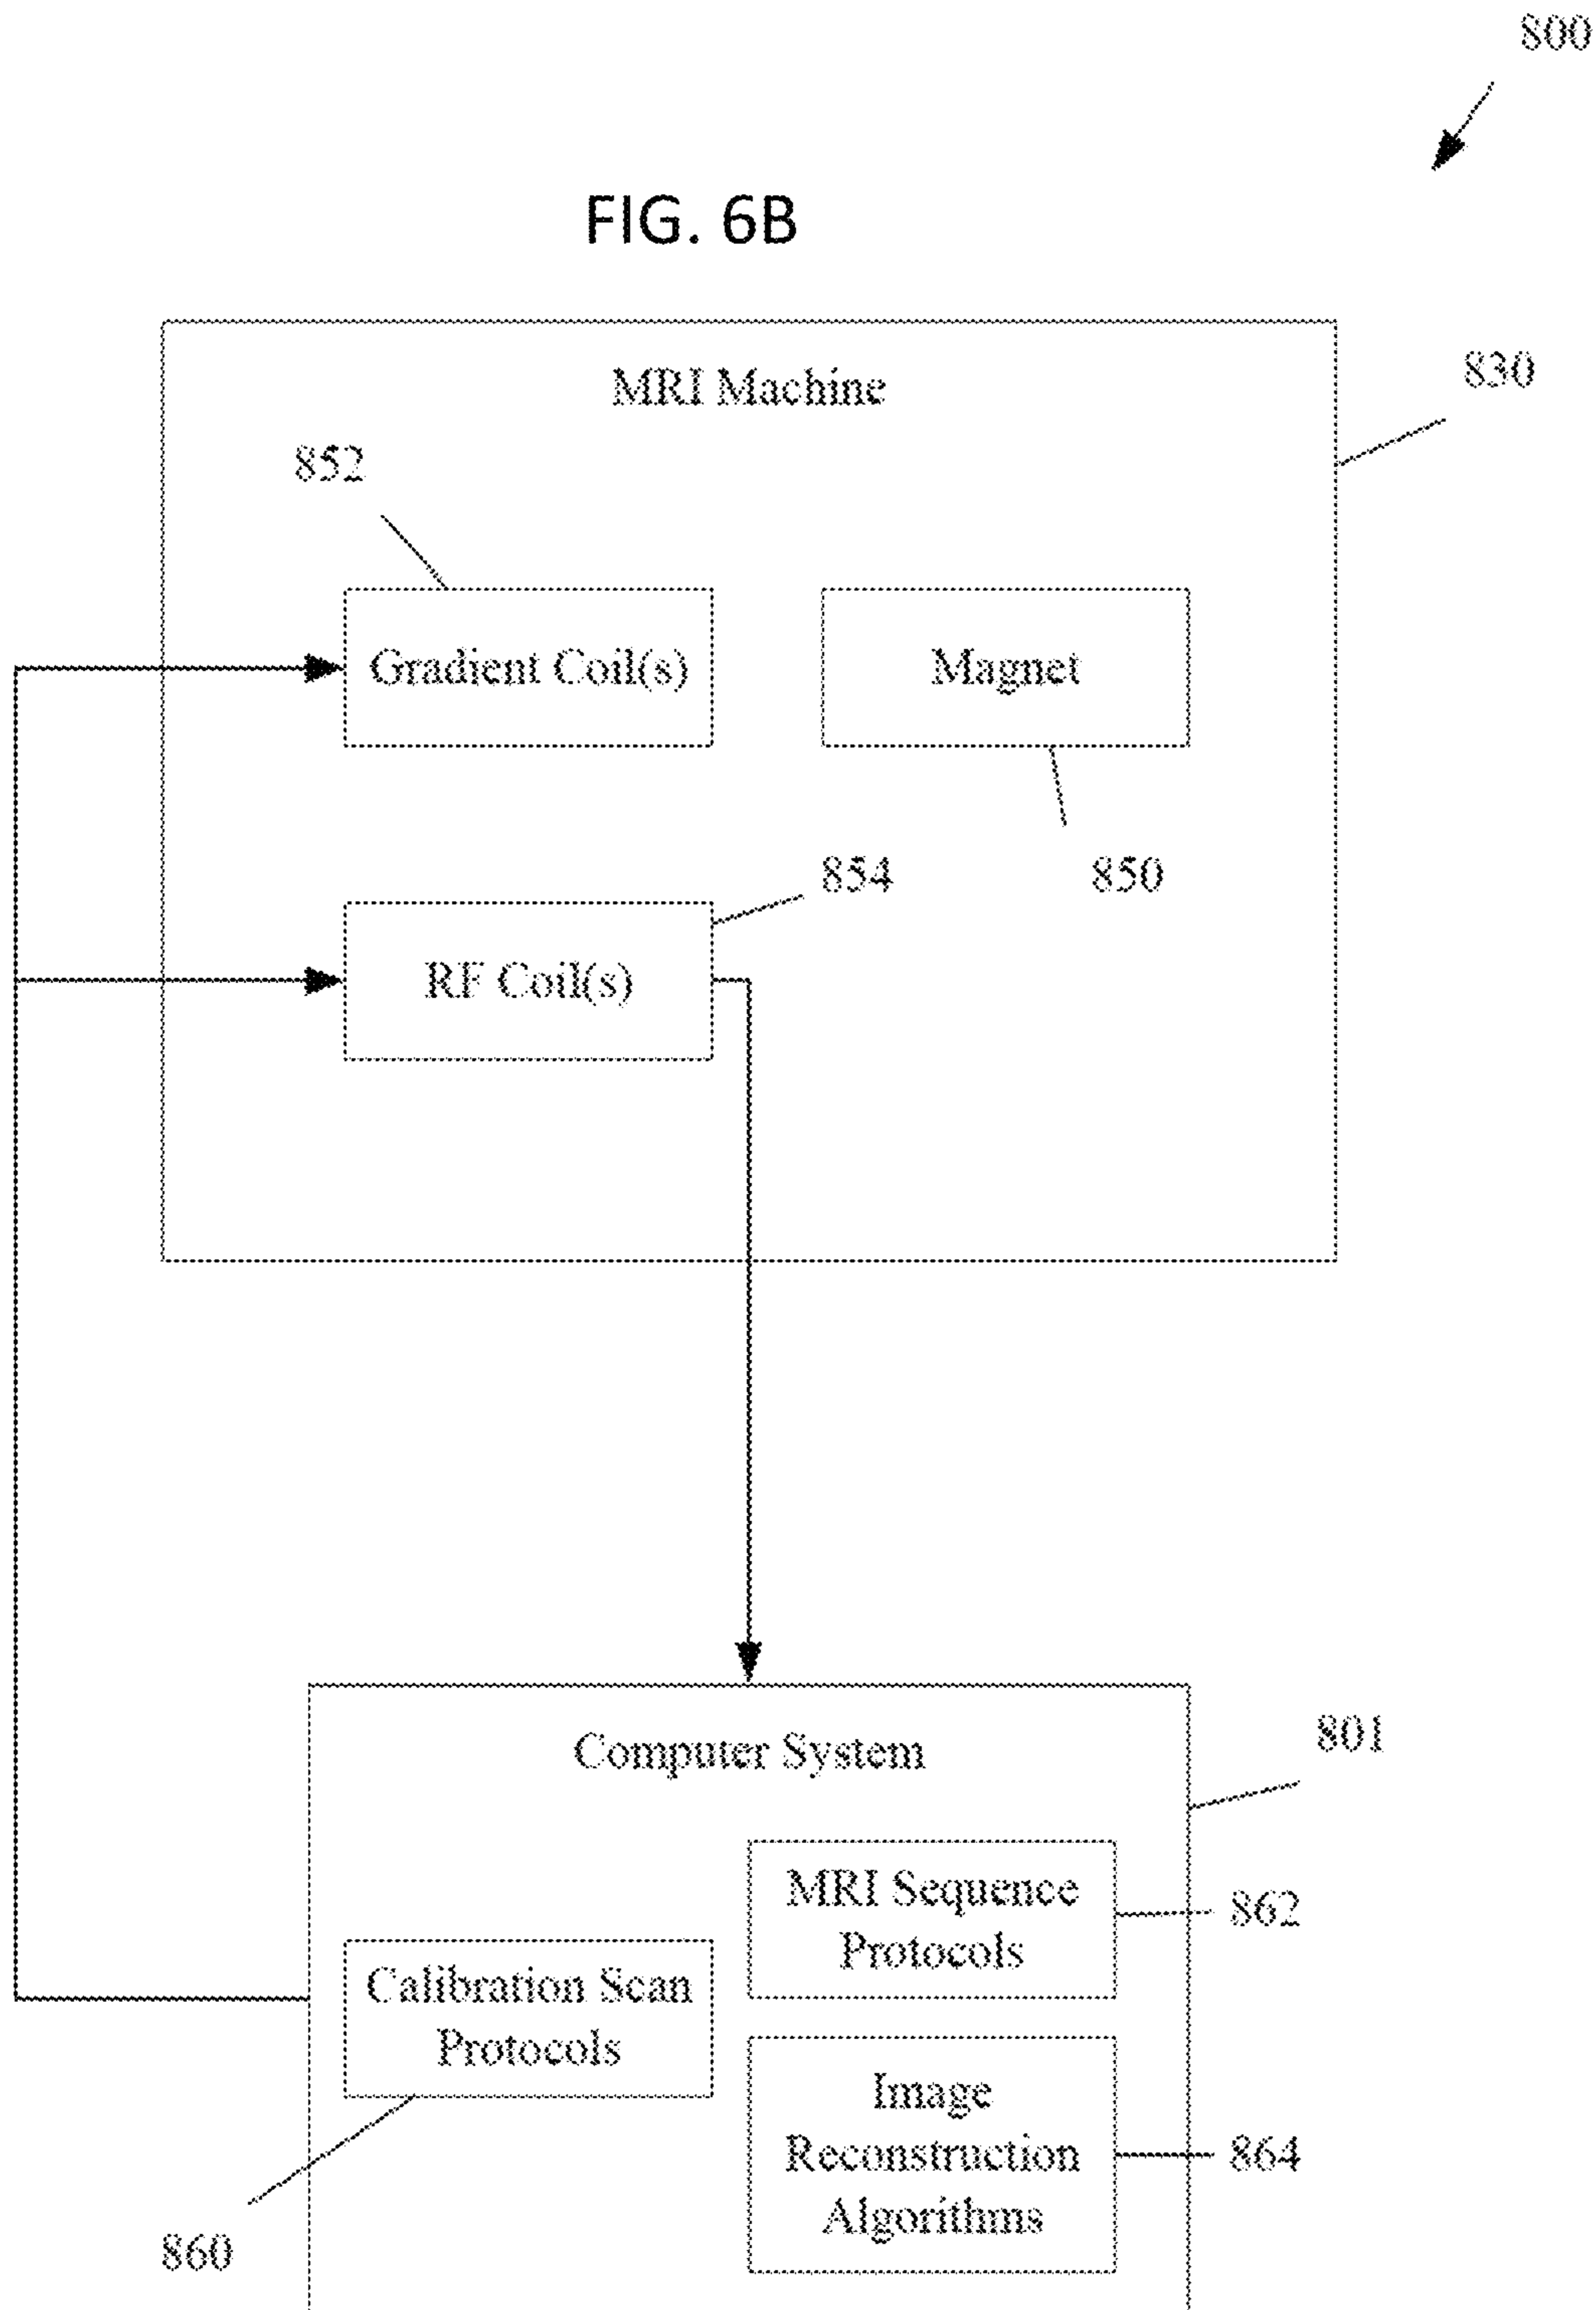 800
FIG. 6B
MRI Machine
830
852
Gradient Coil(s)
Magnet
854
850
RF Coil(s)
Computer System
801
MRI Sequence
Protocols
862
Calibration Scan
Protocols
Image
Reconstruction
Algorithms
864
860